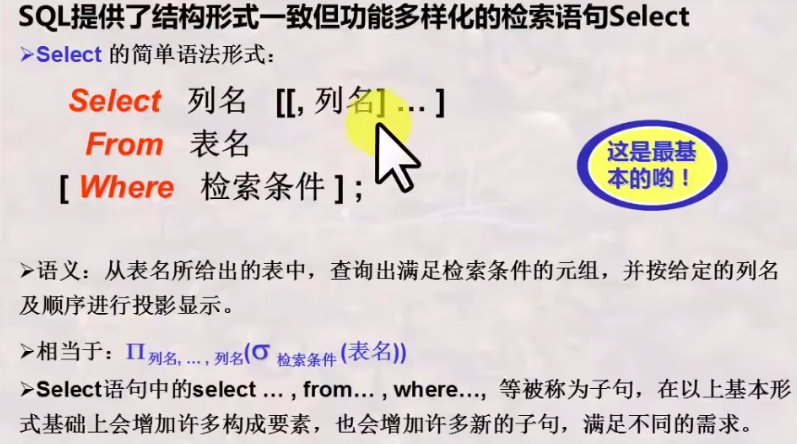 SQL提供了结构形式一致但功能多样化的检索语句Select
➢Select 的简单语法形式：
Select 列名 [[, 列名] … ]
From 表名
[ Where 检索条件 ] ;
这是最基
本的哟！
➢语义：从表名所给出的表中，查询出满足检索条件的元组，并按给定的列名
及顺序进行投影显示。
➢相当于：Π列名, … , 列名(σ 检索条件 (表名))
➢Select语句中的select … , from… , where…, 等被称为子句，在以上基本形
式基础上会增加许多构成要素，也会增加许多新的子句，满足不同的需求。